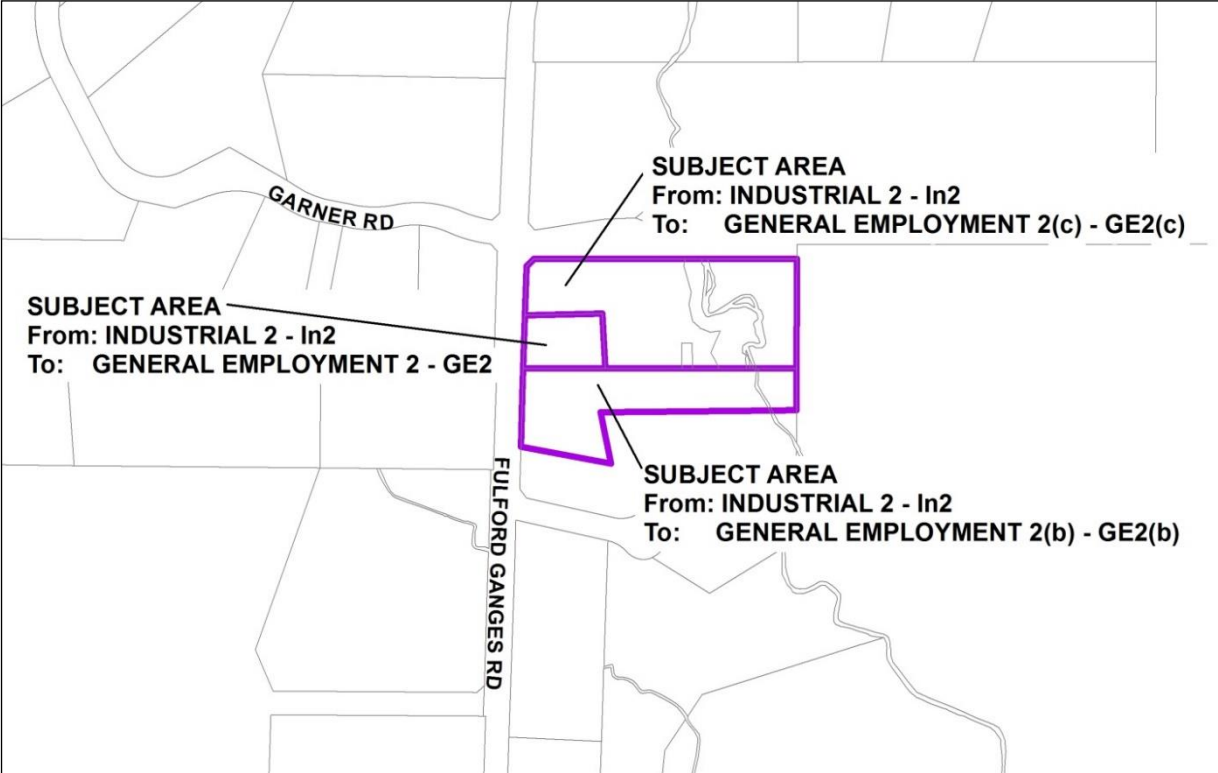 SUBJECT AREA
From: INDUSTRIAL 2 - In2
To: GENERAL EMPLOYMENT 2(c) - GE2(c)
GARNER RD
SUBJECT AREA
From: INDUSTRIAL 2 - In2
To: GENERAL EMPLOYMENT 2 - GE2
SUBJECT AREA
From: INDUSTRIAL 2 - In2
To: GENERAL EMPLOYMENT 2(b) - GE2(b)
FULFORD GANGES RD